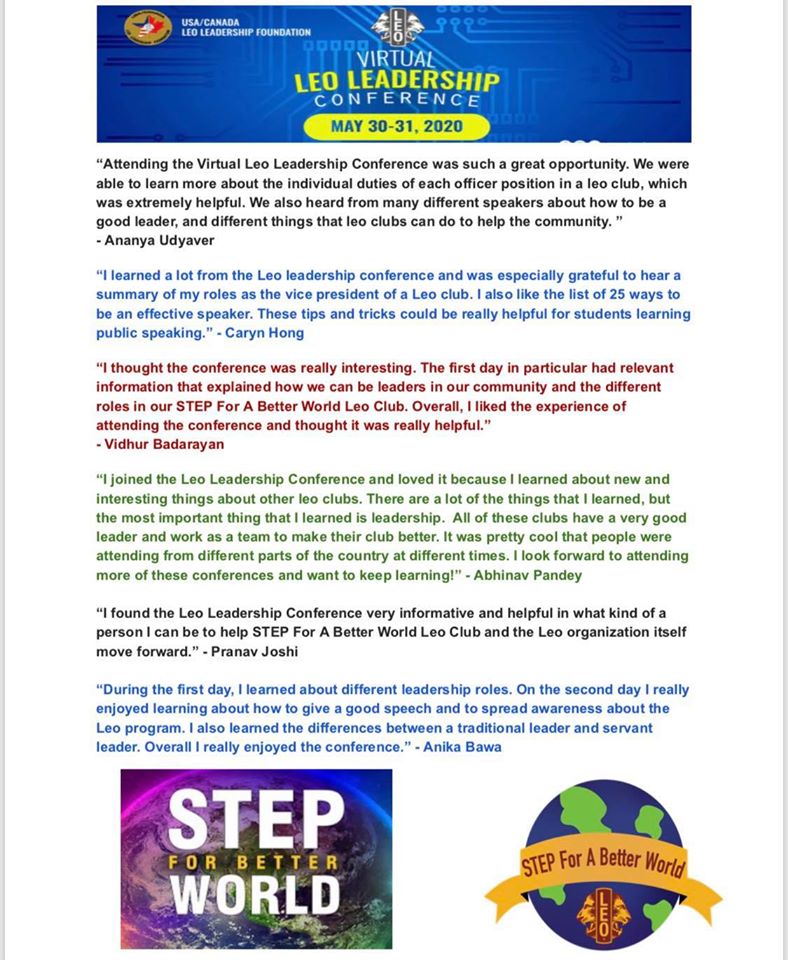 USA/CANADA
LEO LEADERSHIP FOUNDATION
LEO
VIRTUAL
LEO LEADERSHIP
CONFERENCE
MAY 30-31, 2020
“Attending the Virtual Leo Leadership Conference was such a great opportunity. We were
able to learn more about the individual duties of each officer position in a leo club, which
was extremely helpful. We also heard from many different speakers about how to be a
good leader, and different things that leo clubs can do to help the community. ”
- Ananya Udyaver
“I learned a lot from the Leo leadership conference and was especially grateful to hear a
summary of my roles as the vice president of a Leo club. I also like the list of 25 ways to
be an effective speaker. These tips and tricks could be really helpful for students learning
public speaking.” - Caryn Hong
“I thought the conference was really interesting. The first day in particular had relevant
information that explained how we can be leaders in our community and the different
roles in our STEP For A Better World Leo Club. Overall, I liked the experience of
attending the conference and thought it was really helpful.”
- Vidhur Badarayan
“I joined the Leo Leadership Conference and loved it because I learned about new and
interesting things about other leo clubs. There are a lot of the things that I learned, but
the most important thing that I learned is leadership.  All of these clubs have a very good
leader and work as a team to make their club better. It was pretty cool that people were
attending from different parts of the country at different times. I look forward to attending
more of these conferences and want to keep learning!” - Abhinav Pandey
“I found the Leo Leadership Conference very informative and helpful in what kind of a
person I can be to help STEP For A Better World Leo Club and the Leo organization itself
move forward.” - Pranav Joshi
“During the first day, I learned about different leadership roles. On the second day I really
enjoyed learning about how to give a good speech and to spread awareness about the
Leo program. I also learned the differences between a traditional leader and servant
leader. Overall I really enjoyed the conference.” - Anika Bawa
STEP
FOR BETTER
WORLD
STEP For A Better World
LEO